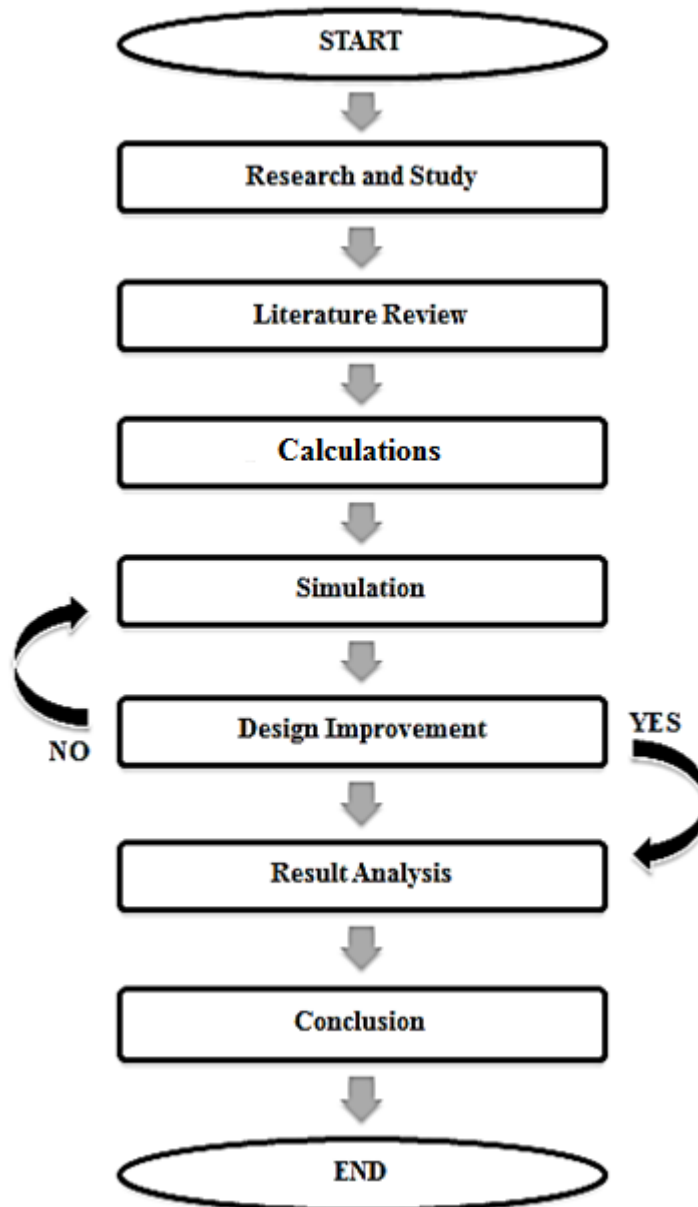 START
Research and Study
Literature Review
Calculations
Simulation
Design Improvement
YES
NO
Result Analysis
Conclusion
END